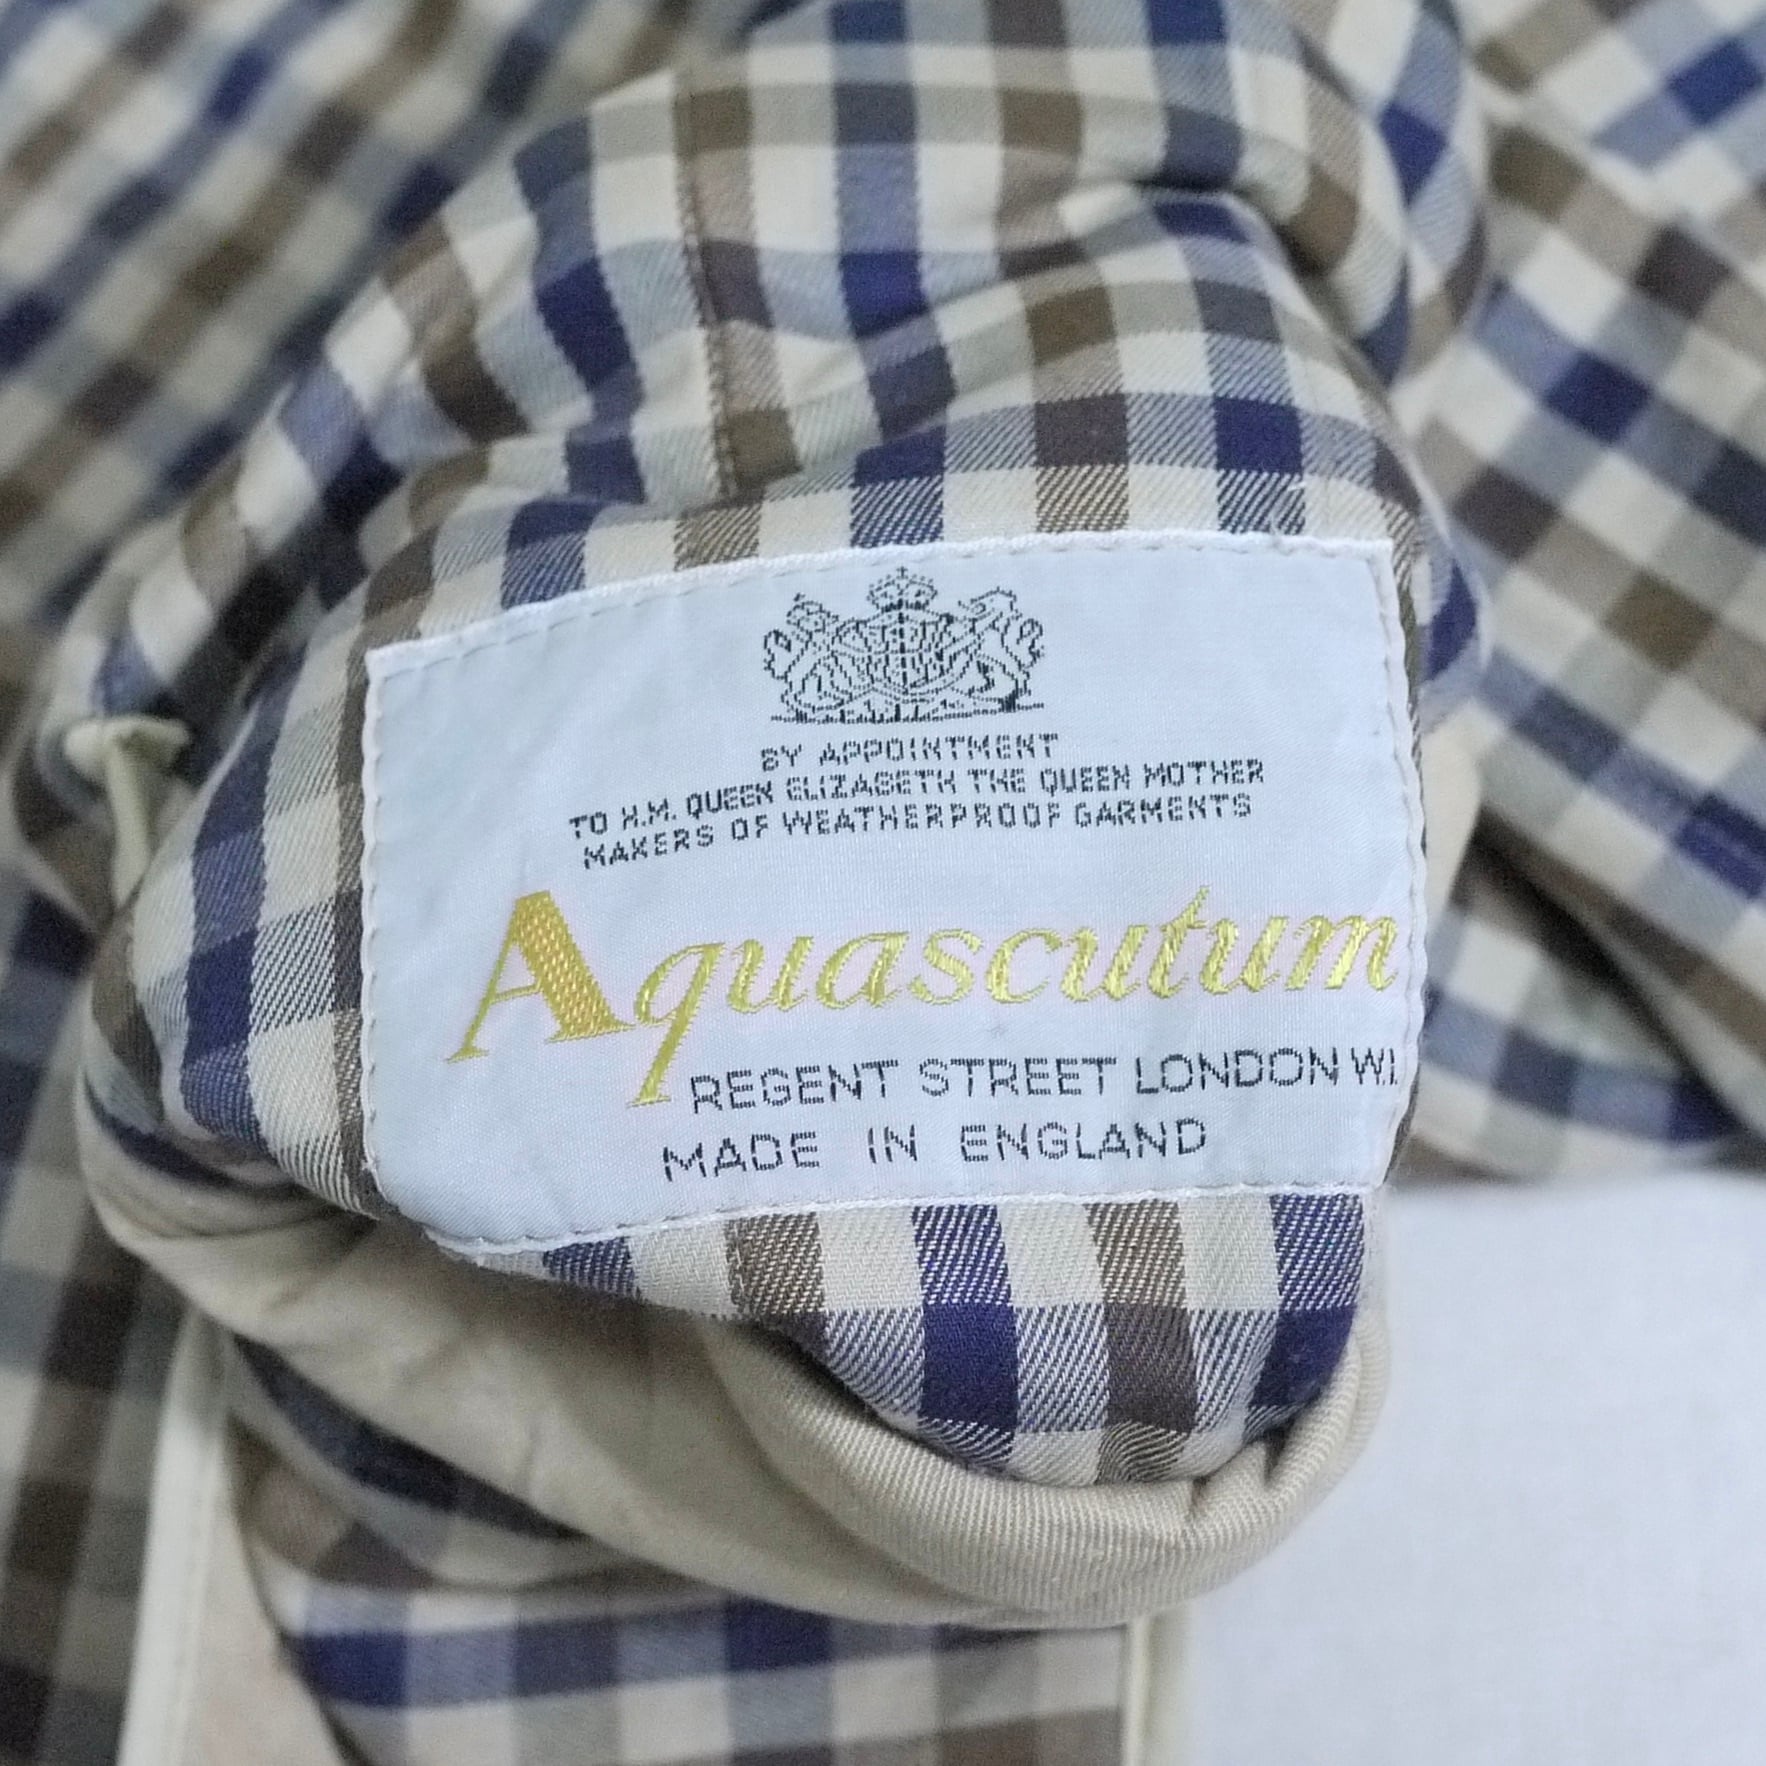 BY APPOINTMENT
TO H.M. QUEEN ELIZABETH THE QUEEN MOTHER
MAKERS OF WEATHERPROOF GARMENTS
Aquascutum
REGENT STREET LONDON W.I.
MADE IN ENGLAND